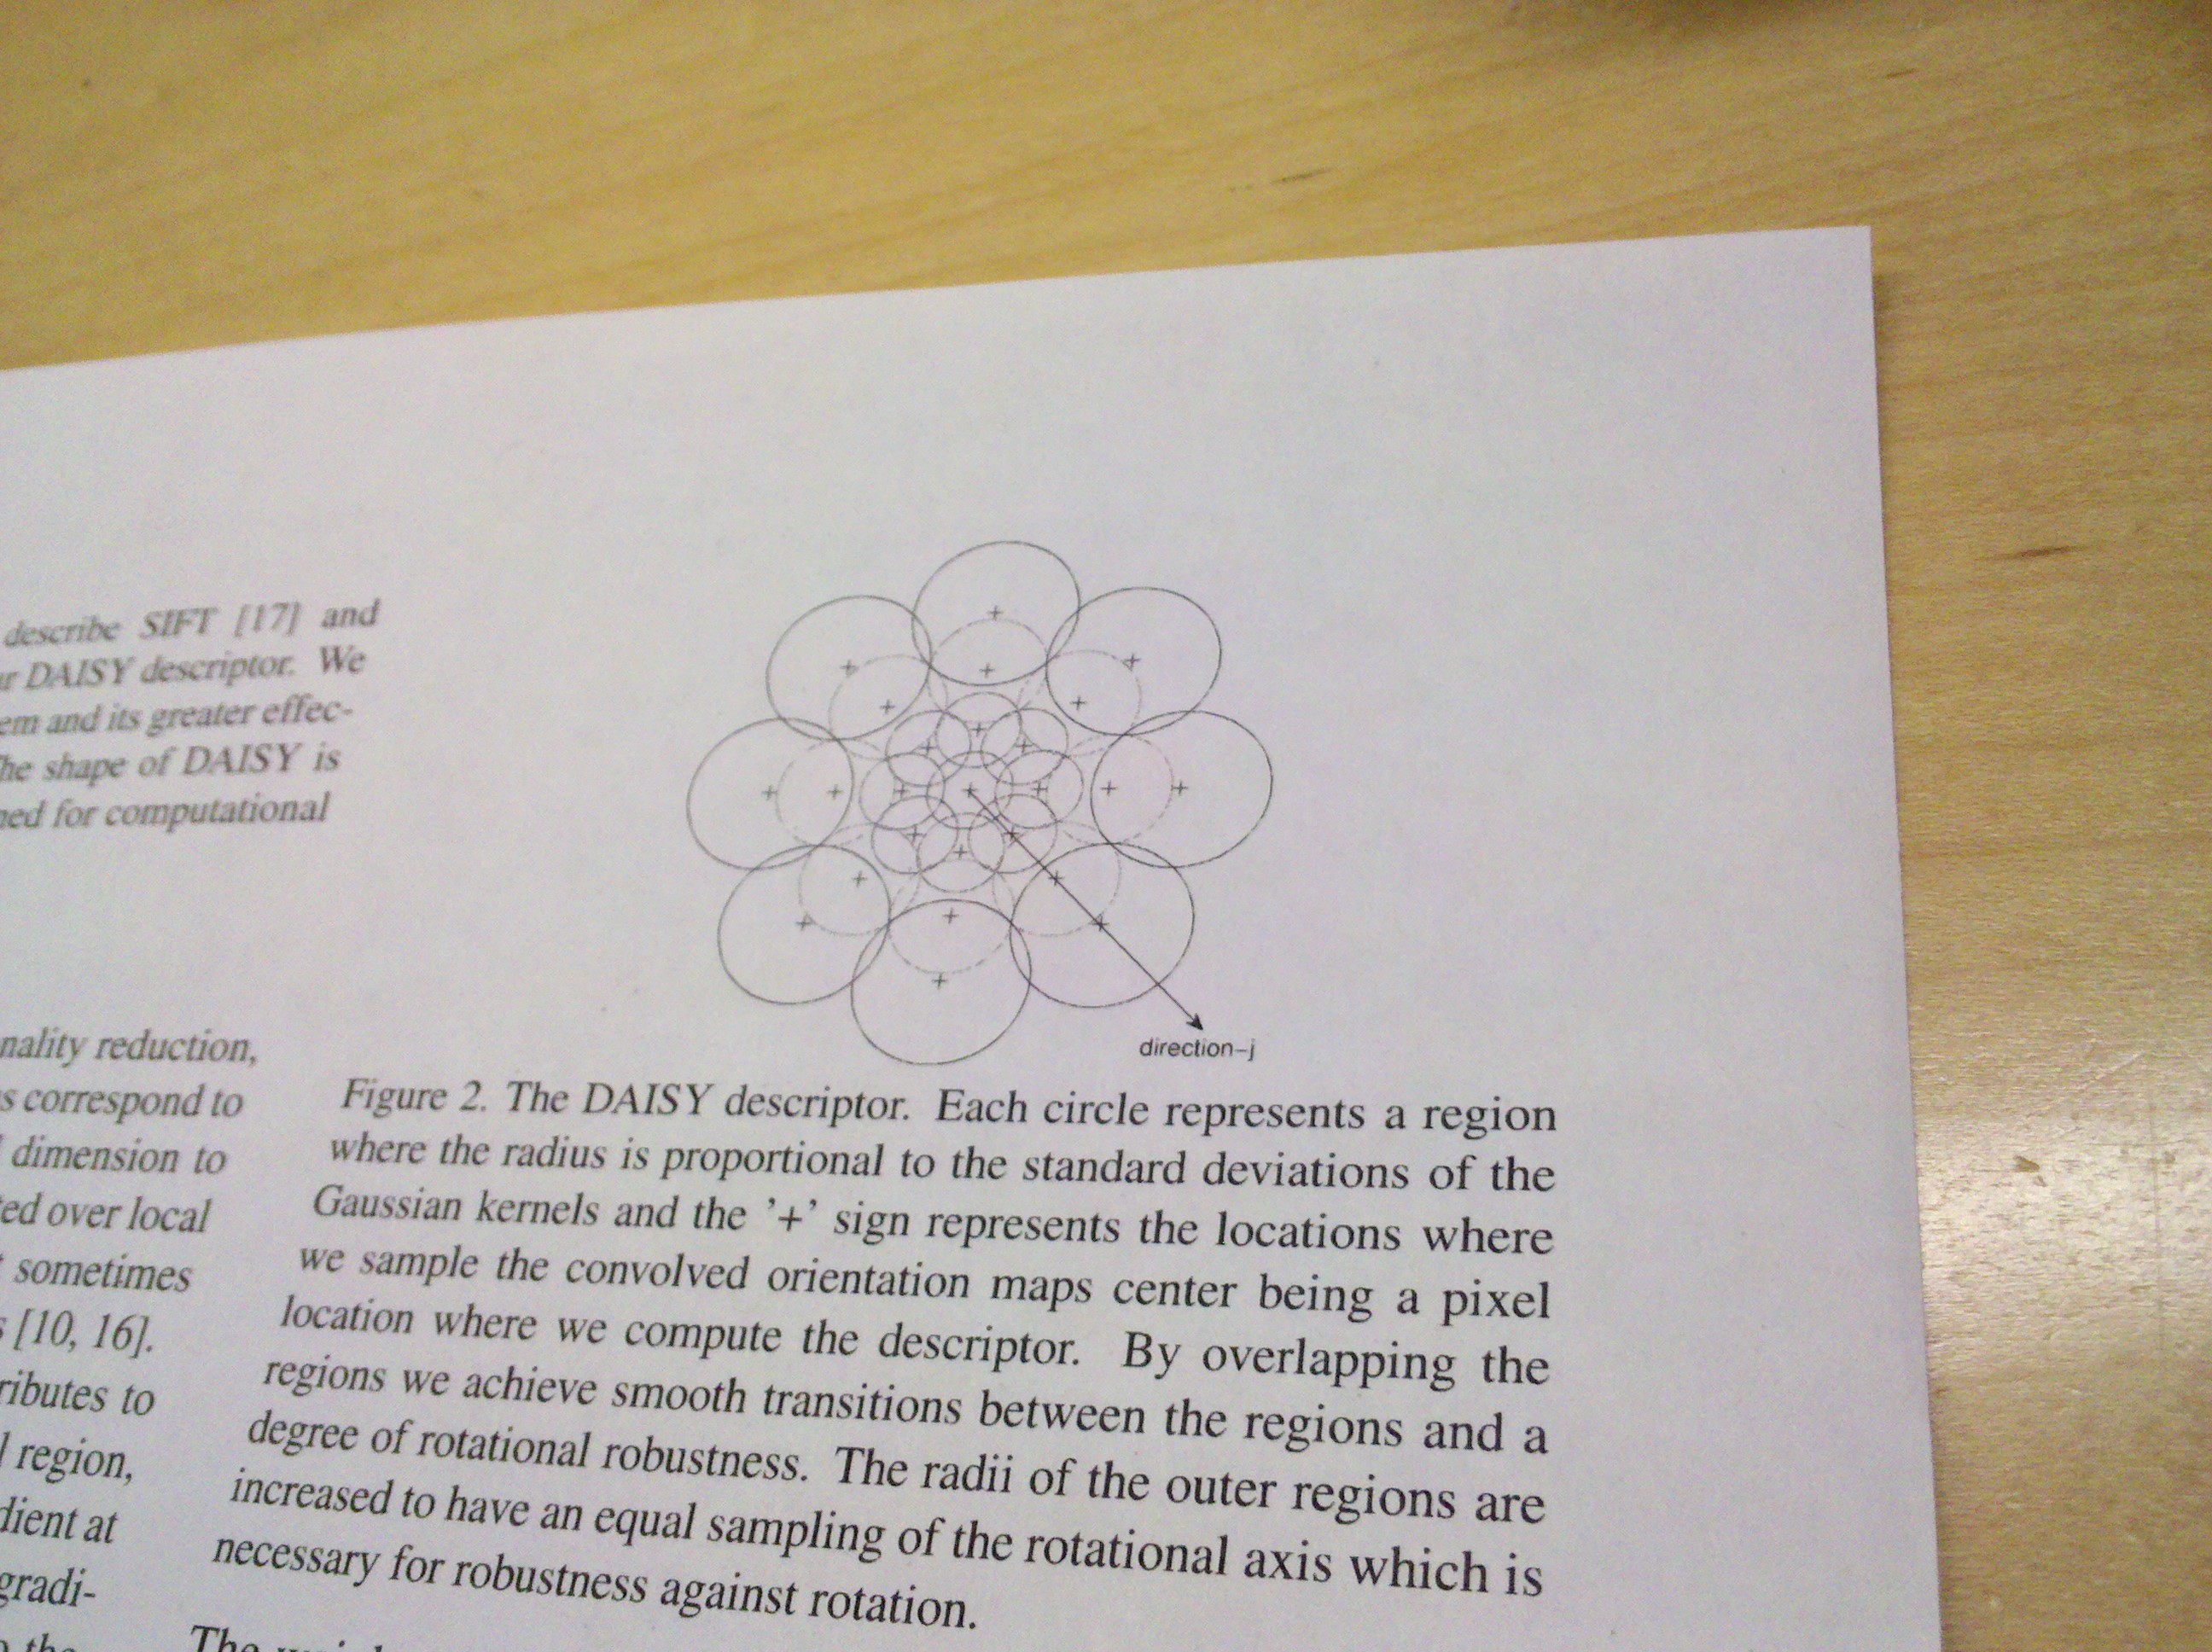 describe SIFT [17] and
DAISY descriptor. We
em and its greater effec-
he shape of DAISY is
ned for computational
nality reduction,
s correspond to
dimension to
ted over local
sometimes
[10, 16].
ributes to
region,
dient at
gradi-
the
direction-j
Figure 2. The DAISY descriptor. Each circle represents a region
where the radius is proportional to the standard deviations of the
Gaussian kernels and the '+' sign represents the locations where
we sample the convolved orientation maps center being a pixel
location where we compute the descriptor. By overlapping the
regions we achieve smooth transitions between the regions and a
degree of rotational robustness. The radii of the outer regions are
increased to have an equal sampling of the rotational axis which is
necessary for robustness against rotation.
The